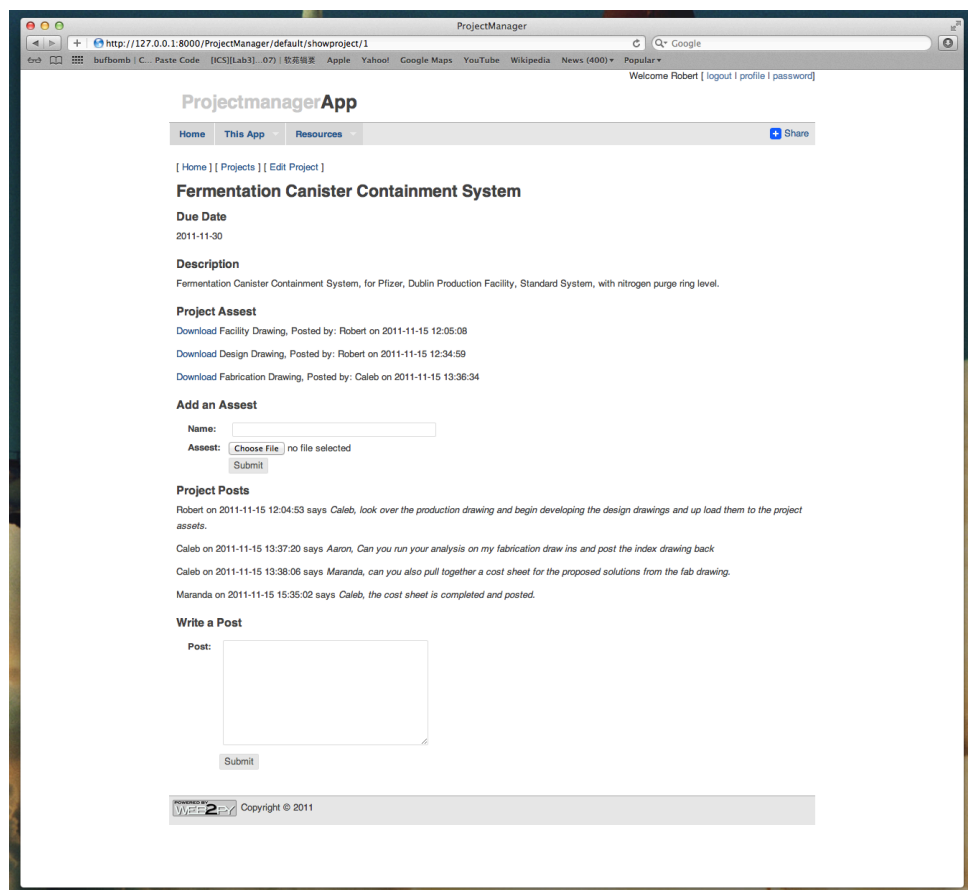 ProjectManager
http://127.0.0.1:8000/ProjectManager/default/showproject/1
Google
bufbomb | C... Paste Code [ICS][Lab3]...07) | 软苑辑要 Apple Yahoo! Google Maps YouTube Wikipedia News (400) Popular
Welcome Robert [ logout | profile | password]
ProjectmanagerApp
Home This App Resources Share
[ Home ] [ Projects ] [ Edit Project ]
Fermentation Canister Containment System
Due Date
2011-11-30
Description
Fermentation Canister Containment System, for Pfizer, Dublin Production Facility, Standard System, with nitrogen purge ring level.
Project Assest
Download Facility Drawing, Posted by: Robert on 2011-11-15 12:05:08
Download Design Drawing, Posted by: Robert on 2011-11-15 12:34:59
Download Fabrication Drawing, Posted by: Caleb on 2011-11-15 13:36:34
Add an Assest
Name:
Assest: Choose File no file selected
Submit
Project Posts
Robert on 2011-11-15 12:04:53 says Caleb, look over the production drawing and begin developing the design drawings and up load them to the project
assets.
Caleb on 2011-11-15 13:37:20 says Aaron, Can you run your analysis on my fabrication draw ins and post the index drawing back
Caleb on 2011-11-15 13:38:06 says Maranda, can you also pull together a cost sheet for the proposed solutions from the fab drawing.
Maranda on 2011-11-15 15:35:02 says Caleb, the cost sheet is completed and posted.
Write a Post
Post:
Submit
POWERED BY
WEB2PY Copyright © 2011